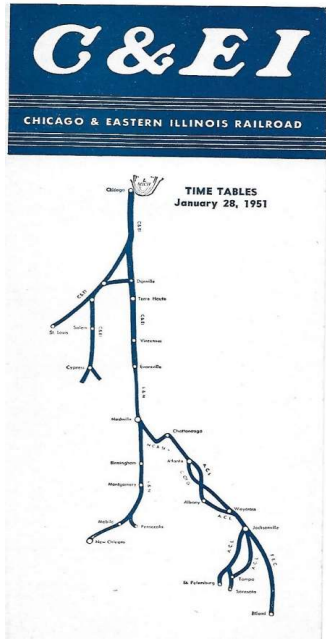 C&EI
CHICAGO & EASTERN ILLINOIS RAILROAD
Chicago
TIME TABLES
January 28, 1951
C&EI
C&EI
Danville
Terre Haute
St. Louis
Salem
C&EI
C&EI
Vincennes
Cypress
Evansville
L&N
Nashville
Chattanooga
N C & St L
Birmingham
Atlanta
A.C.L.
Montgomery
L&N
Albany
Waycross
A.C.L.
Mobile
Pensacola
Jacksonville
New Orleans
A.C.L.
A.C.L.
F.E.C.
St. Petersburg
Tampa
Sarasota
Miami